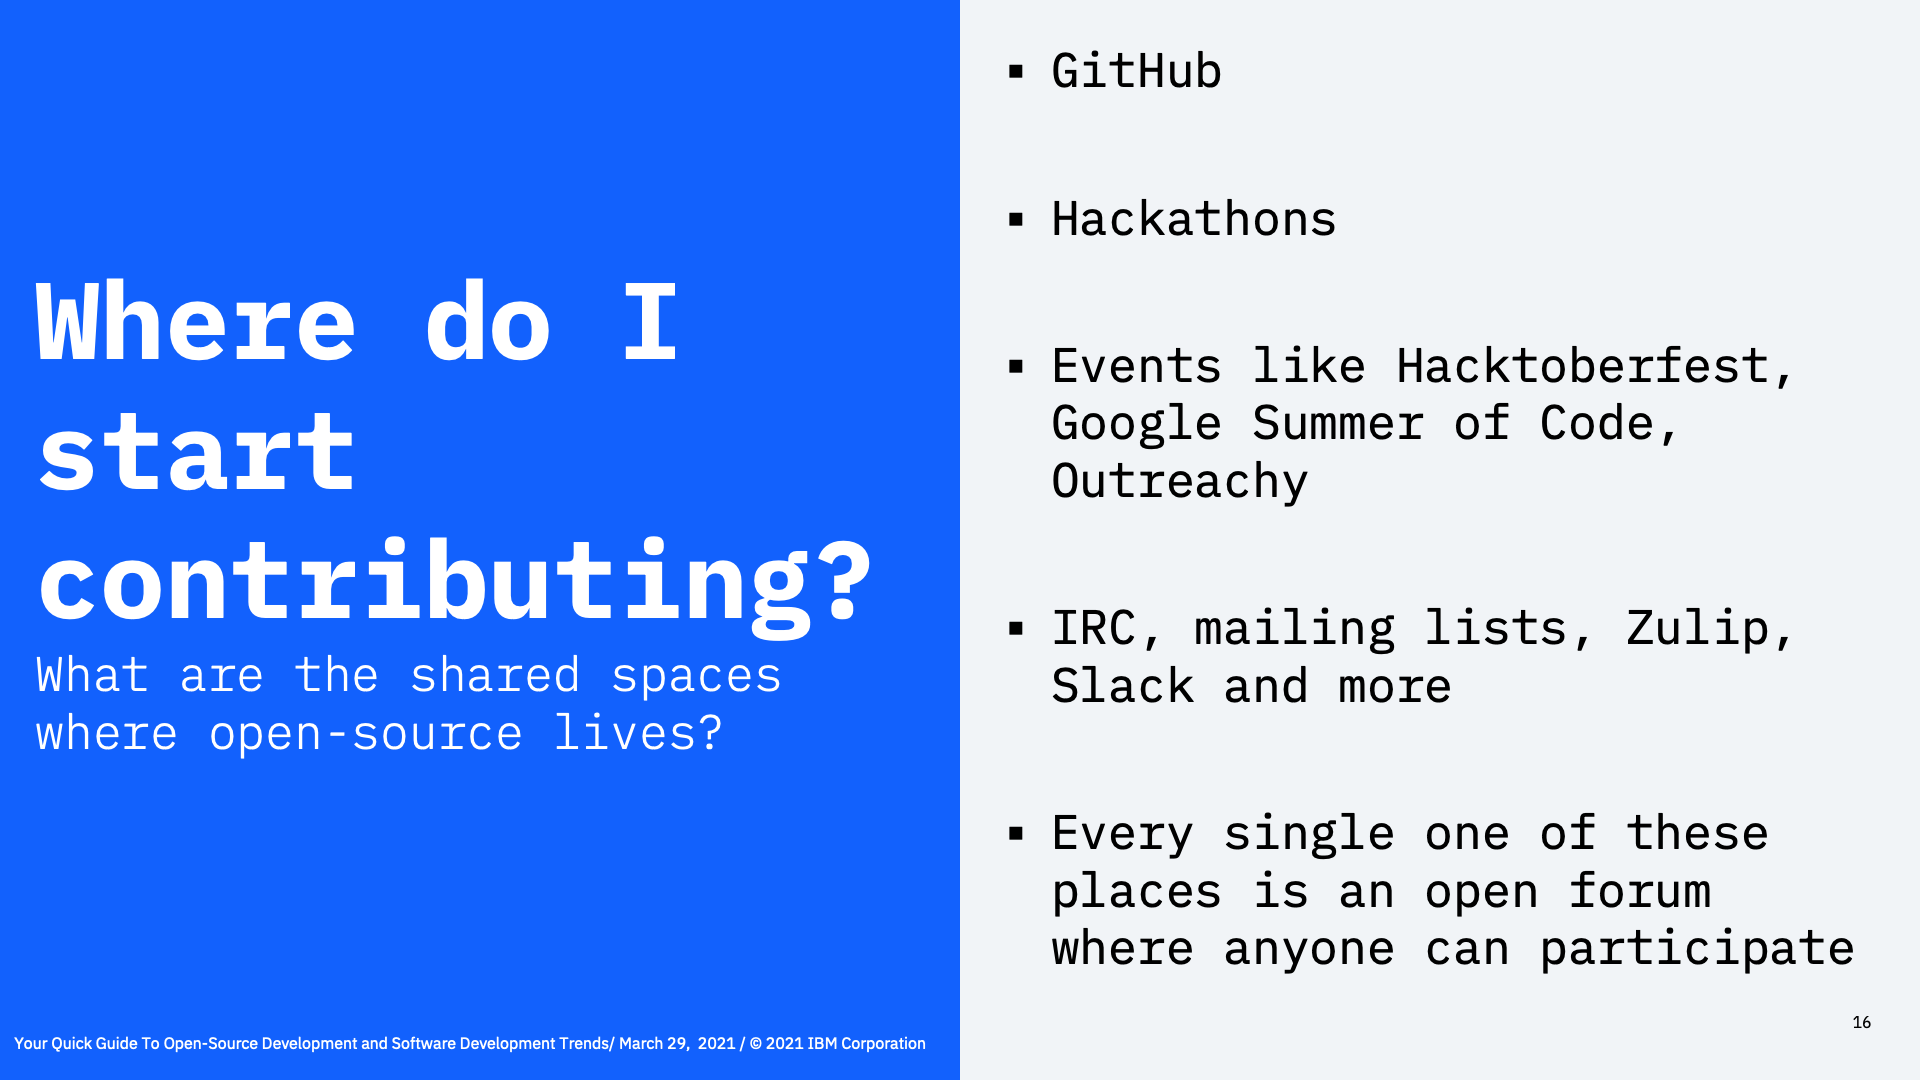 Where do I
start
contributing?
What are the shared spaces
where open-source lives?
Your Quick Guide To Open-Source Development and Software Development Trends/ March 29,  2021 / © 2021 IBM Corporation
▪ GitHub
▪ Hackathons
▪ Events like Hacktoberfest,
Google Summer of Code,
Outreachy
▪ IRC, mailing lists, Zulip,
Slack and more
▪ Every single one of these
places is an open forum
where anyone can participate
16